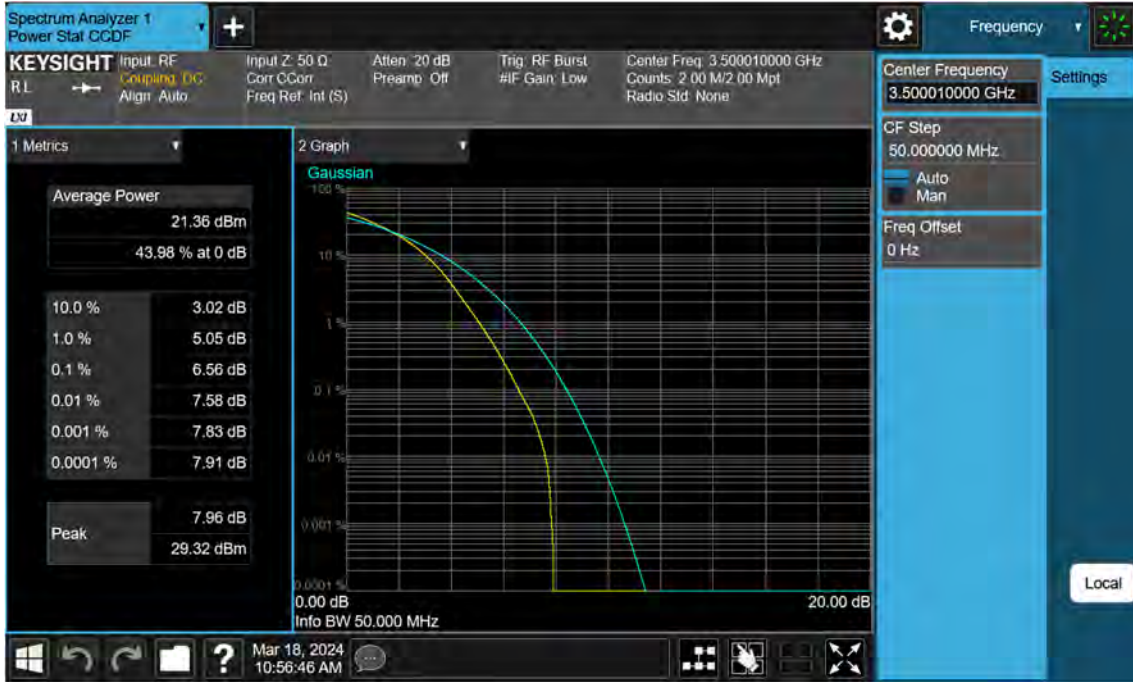 Spectrum Analyzer 1
Power Stat CCDF
Frequency
KEYSIGHT
R L
LXI
Input: RF
Coupling: DC
Align: Auto
Input Z: 50 Ω
Corr CCorr
Freq Ref: Int (S)
Atten: 20 dB
Preamp: Off
Trig: RF Burst
#IF Gain: Low
Center Freq: 3.500010000 GHz
Counts: 2.00 M/2.00 Mpt
Radio Std: None
Center Frequency
3.500010000 GHz
Settings
CF Step
50.000000 MHz
Auto
Man
Freq Offset
0 Hz
1 Metrics
Average Power
21.36 dBm
43.98 % at 0 dB
10.0 % 3.02 dB
1.0 % 5.05 dB
0.1 % 6.56 dB
0.01 % 7.58 dB
0.001 % 7.83 dB
0.0001 % 7.91 dB
Peak
7.96 dB
29.32 dBm
2 Graph
Gaussian
100 %
10 %
1 %
0.1 %
0.01 %
0.001 %
0.0001 %
0.00 dB
20.00 dB
Info BW 50.000 MHz
Local
?
Mar 18, 2024
10:56:46 AM